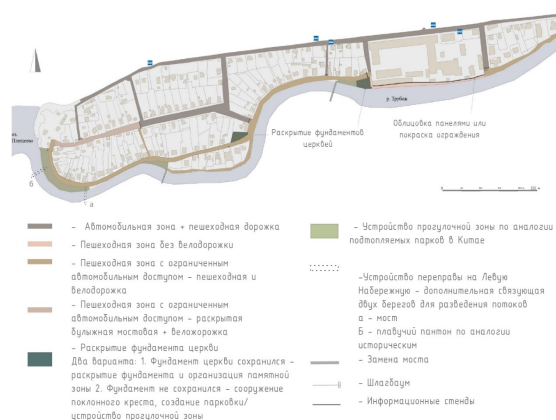 р. Трубеж
оз.
Плещеево
Раскрытие фундаментов
церквей
Облицовка панелями или
покраска ограждения
б
а
- Автомобильная зона + пешеходная дорожка
- Пешеходная зона без велодорожки
- Пешеходная зона с ограниченным
автомобильным доступом - пешеходная и
велодорожка
- Пешеходная зона с ограниченным
автомобильным доступом - раскрытая
булыжная мостовая + веложорожка
- Раскрытие фундамента церкви
Два варианта: 1. Фундамент церкви сохранился -
раскрытие фундамента и организация памятной
зоны 2. Фундамент не сохранился - сооружение
поклонного креста, создание парковки/
устройство прогулочной зоны
- Устройство прогулочной зоны по аналогии
подтопляемых парков в Китае
-Устройство переправы на Левую
Набережную - дополнительная связующая
двух берегов для разведения потоков
а - мост
Б - плавучий пантон по аналогии
историческим
- Замена моста
- Шлагбаум
- Информационные стенды